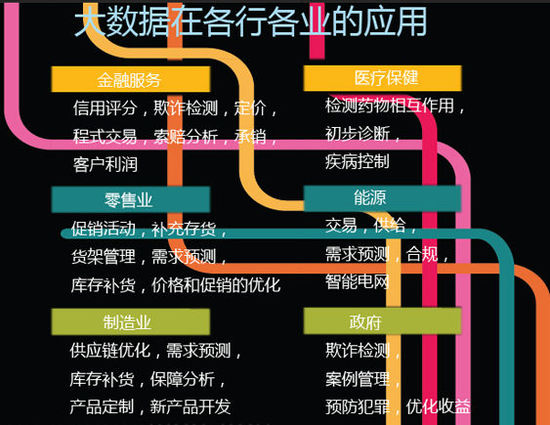 大数据在各行各业的应用
金融服务
信用评分，欺诈检测，定价，
程式交易，索赔分析，承销，
客户利润
医疗保健
检测药物相互作用，
初步诊断，
疾病控制
零售业
促销活动，补充存货，
货架管理，需求预测，
库存补货，价格和促销的优化
能源
交易，供给，
需求预测，合规，
智能电网
制造业
供应链优化，需求预测，
库存补货，保障分析，
产品定制，新产品开发
政府
欺诈检测，
案例管理，
预防犯罪，优化收益